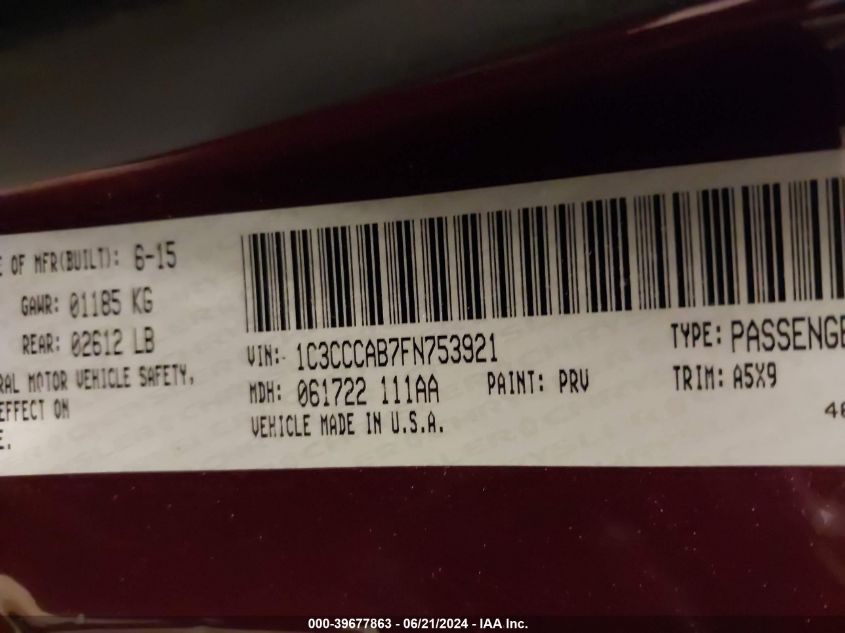 E OF MFR(BUILT): 6-15
GAWR: 01185 KG
REAR: 02612 LB
RAL MOTOR VEHICLE SAFETY,
EFFECT ON
E.
VIN:- 1C3CCCAB7FN753921
MDH: 061722 111AA PAINT: PRV
VEHICLE MADE IN U.S.A.
TYPE: PASSENGE
TRIM: A5X9
48
000-39677863 - 06/21/2024 - IAA Inc.